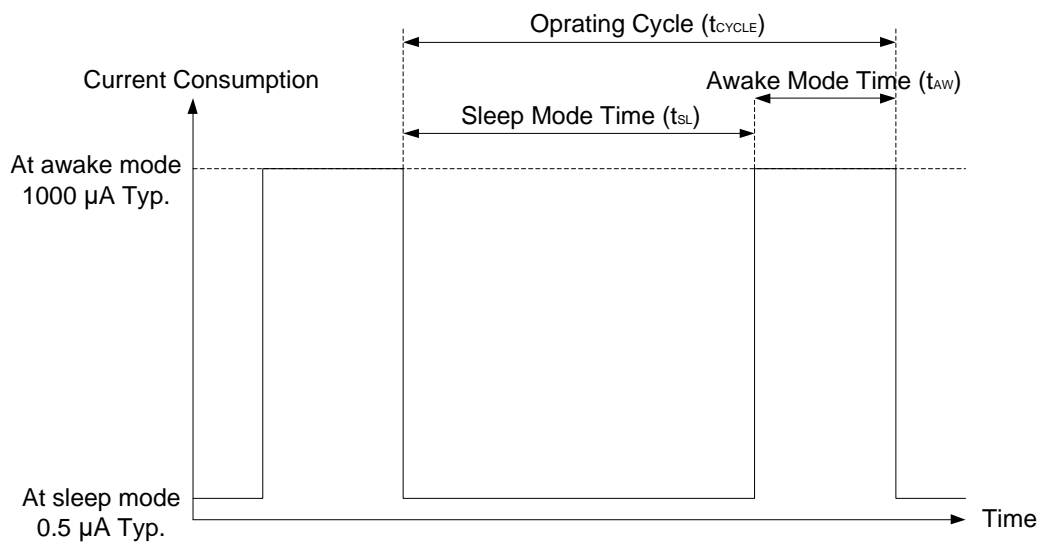 Oprating Cycle (tCYCLE)
Current Consumption
Awake Mode Time (tAW)
Sleep Mode Time (tSL)
At awake mode
1000 µA Typ.
At sleep mode
0.5 µA Typ.
Time